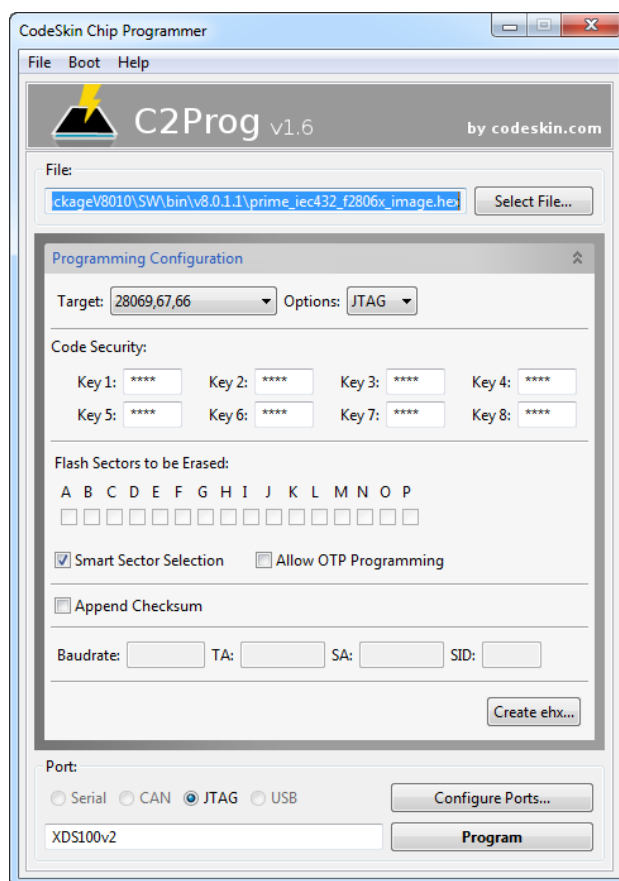 CodeSkin Chip Programmer
File Boot Help
C2Prog v1.6 by codeskin.com
File:
ckageV8010\SW\bin\v8.0.1.1\prime_iec432_f2806x_image.hex Select File...
Programming Configuration
Target: 28069,67,66 Options: JTAG
Code Security:
Key 1: **** Key 2: **** Key 3: **** Key 4: ****
Key 5: **** Key 6: **** Key 7: **** Key 8: ****
Flash Sectors to be Erased:
A B C D E F G H I J K L M N O P
Smart Sector Selection Allow OTP Programming
Append Checksum
Baudrate: TA: SA: SID:
Create ehx...
Port:
Serial CAN JTAG USB Configure Ports...
XDS100v2 Program